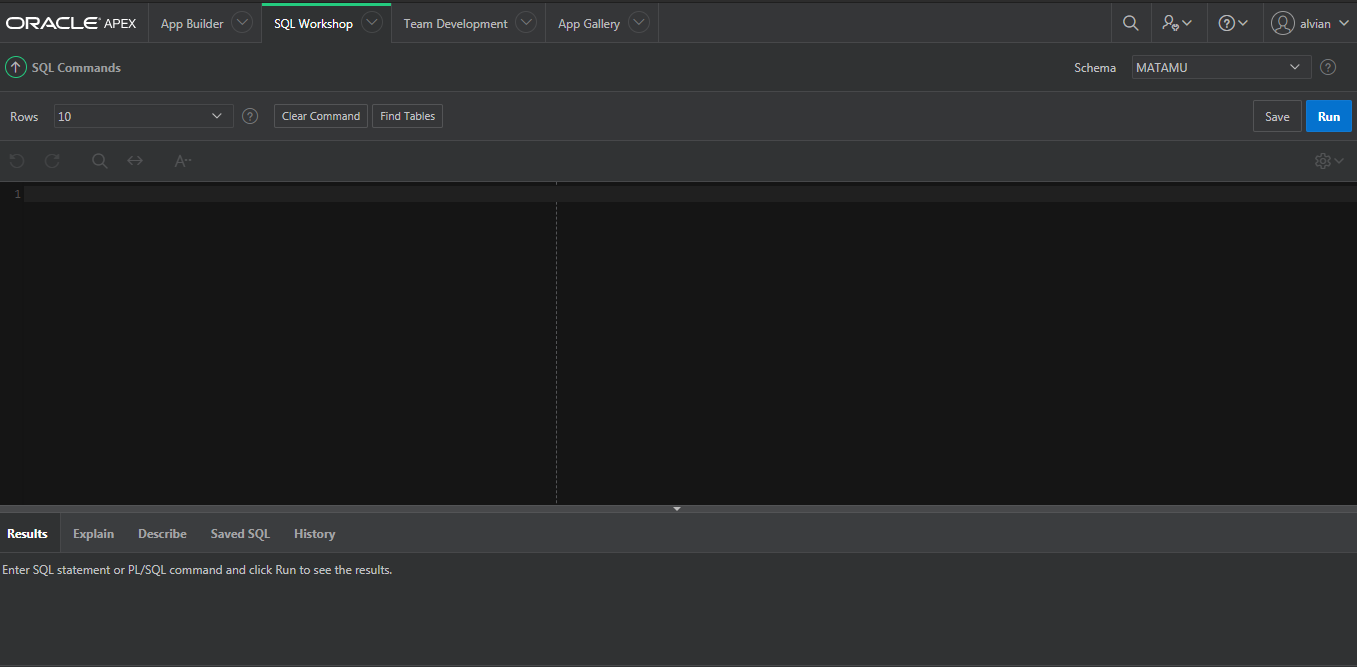 ORACLE APEX App Builder SQL Workshop Team Development App Gallery alvian
SQL Commands Schema MATAMU
Rows 10 Clear Command Find Tables Save Run
A
1
Results Explain Describe Saved SQL History
Enter SQL statement or PL/SQL command and click Run to see the results.